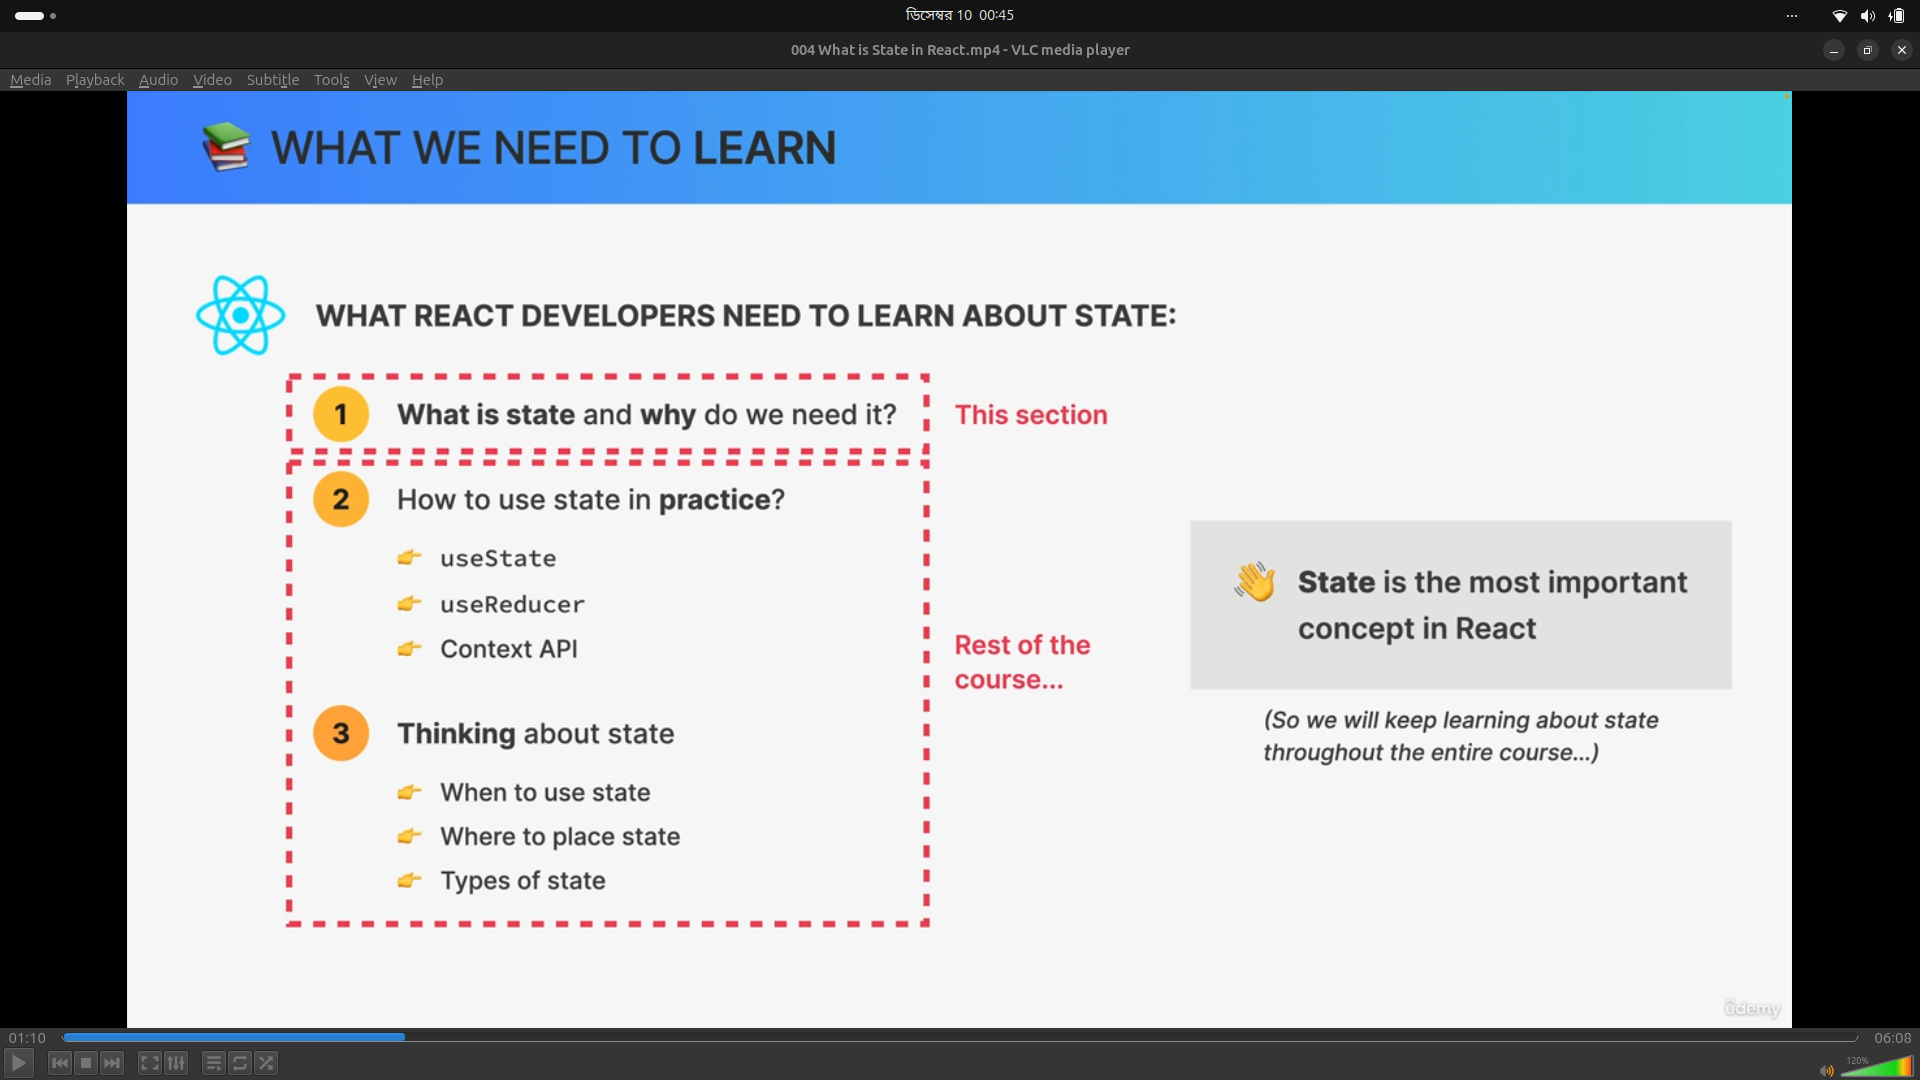 ডিসেম্বর 10 00:45
004 What is State in React.mp4 - VLC media player
Media Playback Audio Video Subtitle Tools View Help
WHAT WE NEED TO LEARN
WHAT REACT DEVELOPERS NEED TO LEARN ABOUT STATE:
1 What is state and why do we need it?
This section
2 How to use state in practice?
useState
useReducer
Context API
3 Thinking about state
When to use state
Where to place state
Types of state
Rest of the
course...
State is the most important
concept in React
(So we will keep learning about state
throughout the entire course...)
ûdemy
01:10
06:08
120%